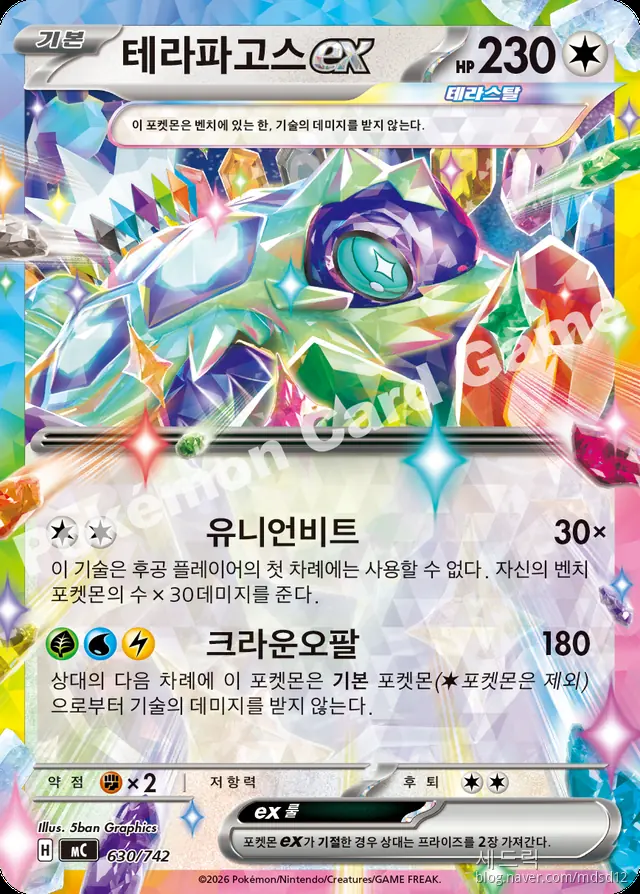 기본
테라파고스ex
HP 230
테라스탈
이 포켓몬은 벤치에 있는 한, 기술의 데미지를 받지 않는다.
Pokémon Card Game
유니언비트 30×
이 기술은 후공 플레이어의 첫 차례에는 사용할 수 없다. 자신의 벤치
포켓몬의 수 × 30데미지를 준다.
크라운오팔 180
상대의 다음 차례에 이 포켓몬은 기본 포켓몬(포켓몬은 제외)
으로부터 기술의 데미지를 받지 않는다.
약점 ×2 저항력 후퇴
ex 룰
포켓몬 ex가 기절한 경우 상대는 프라이즈를 2장 가져간다.
Illus. 5ban Graphics
H MC 630/742
©2026 Pokémon/Nintendo/Creatures/GAME FREAK.
세드릭
blog.naver.com/mdsd12